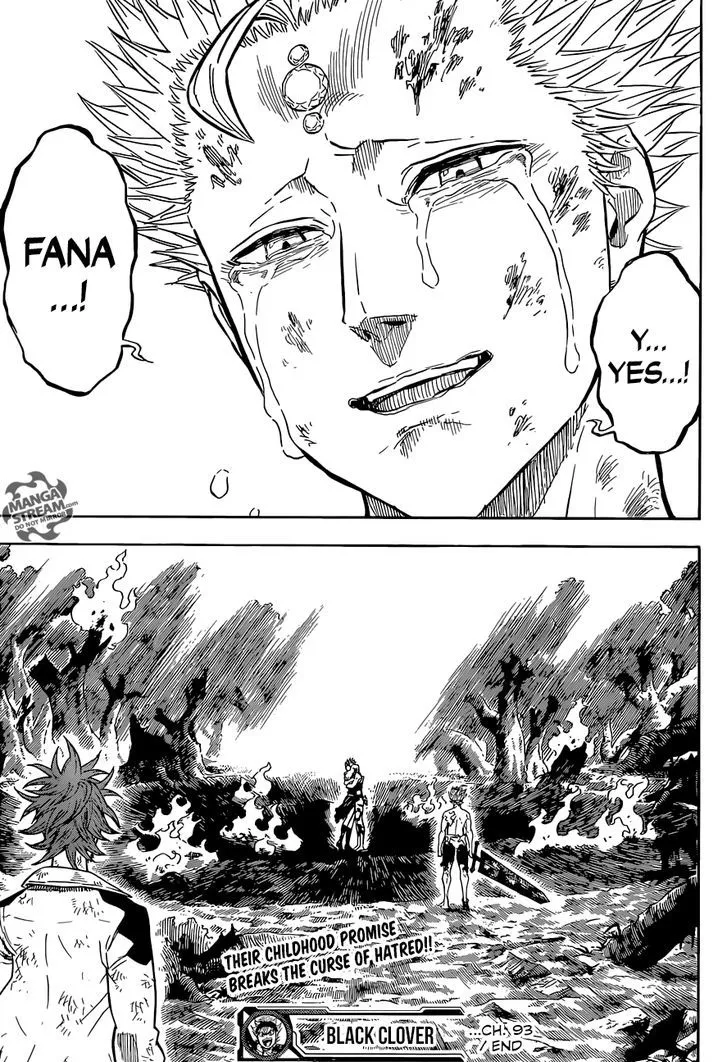 FANA
...!
Y...
YES...!
MANGA
STREAM.com
DO NOT MIRROR
THEIR CHILDHOOD PROMISE
BREAKS THE CURSE OF HATRED!!
BLACK CLOVER
...CH. 93
/ END